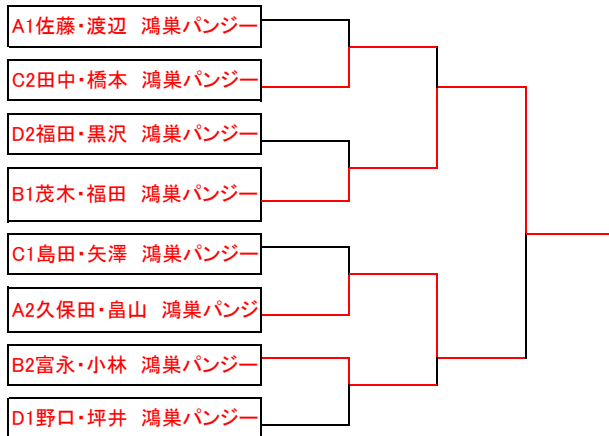 A1佐藤・渡辺 鴻巣パンジー
C2田中・橋本 鴻巣パンジー
D2福田・黒沢 鴻巣パンジー
B1茂木・福田 鴻巣パンジー
C1島田・矢澤 鴻巣パンジー
A2久保田・畠山 鴻巣パンジ
B2富永・小林 鴻巣パンジー
D1野口・坪井 鴻巣パンジー